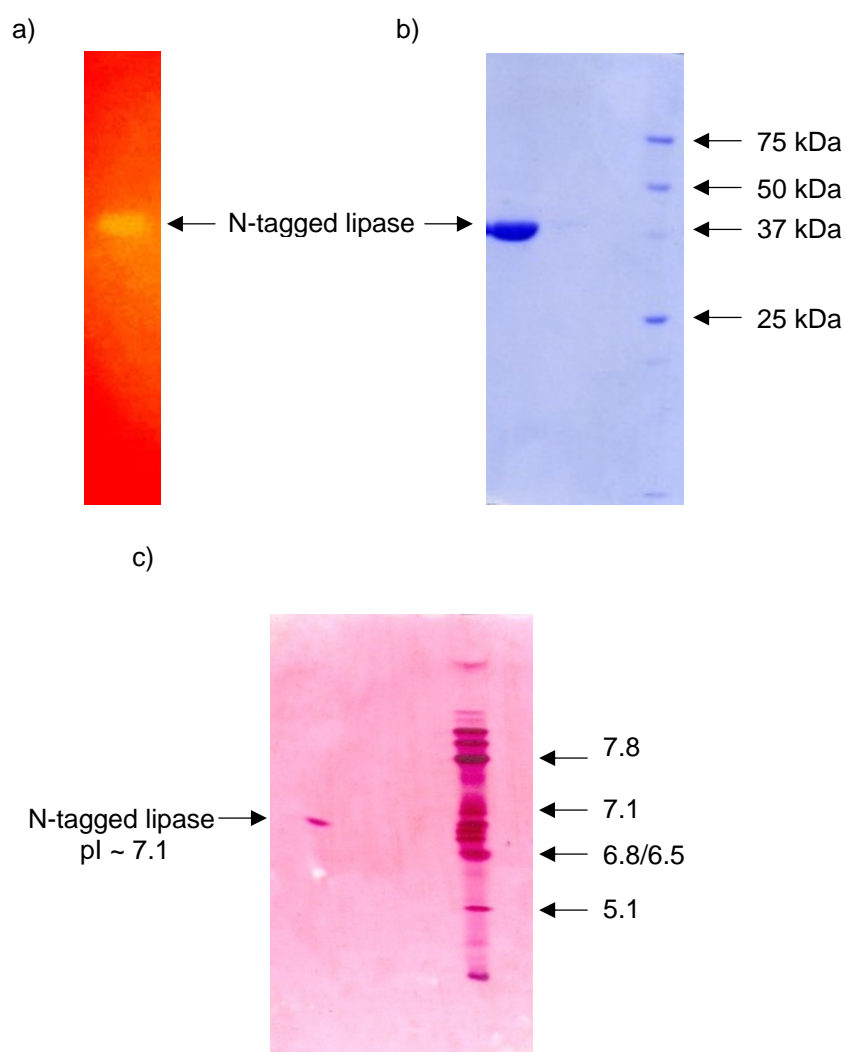 a)
b)
75 kDa
50 kDa
N-tagged lipase
37 kDa
25 kDa
c)
7.8
7.1
N-tagged lipase
pI ~ 7.1
6.8/6.5
5.1